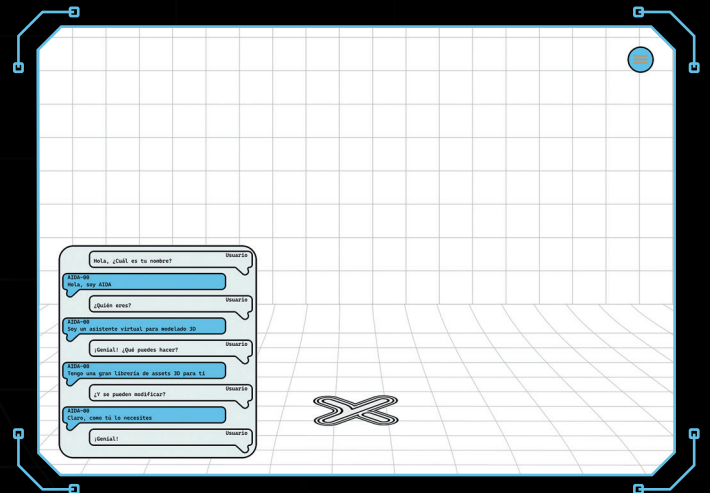 Usuario
Hola, ¿Cuál es tu nombre?
AIDA-00
Hola, soy AIDA
Usuario
¿Quién eres?
AIDA-00
Soy un asistente virtual para modelado 3D
Usuario
¡Genial! ¿Qué puedes hacer?
AIDA-00
Tengo una gran librería de assets 3D para tí
Usuario
¿Y se pueden modificar?
AIDA-00
Claro, como tú lo necesites
Usuario
¡Genial!